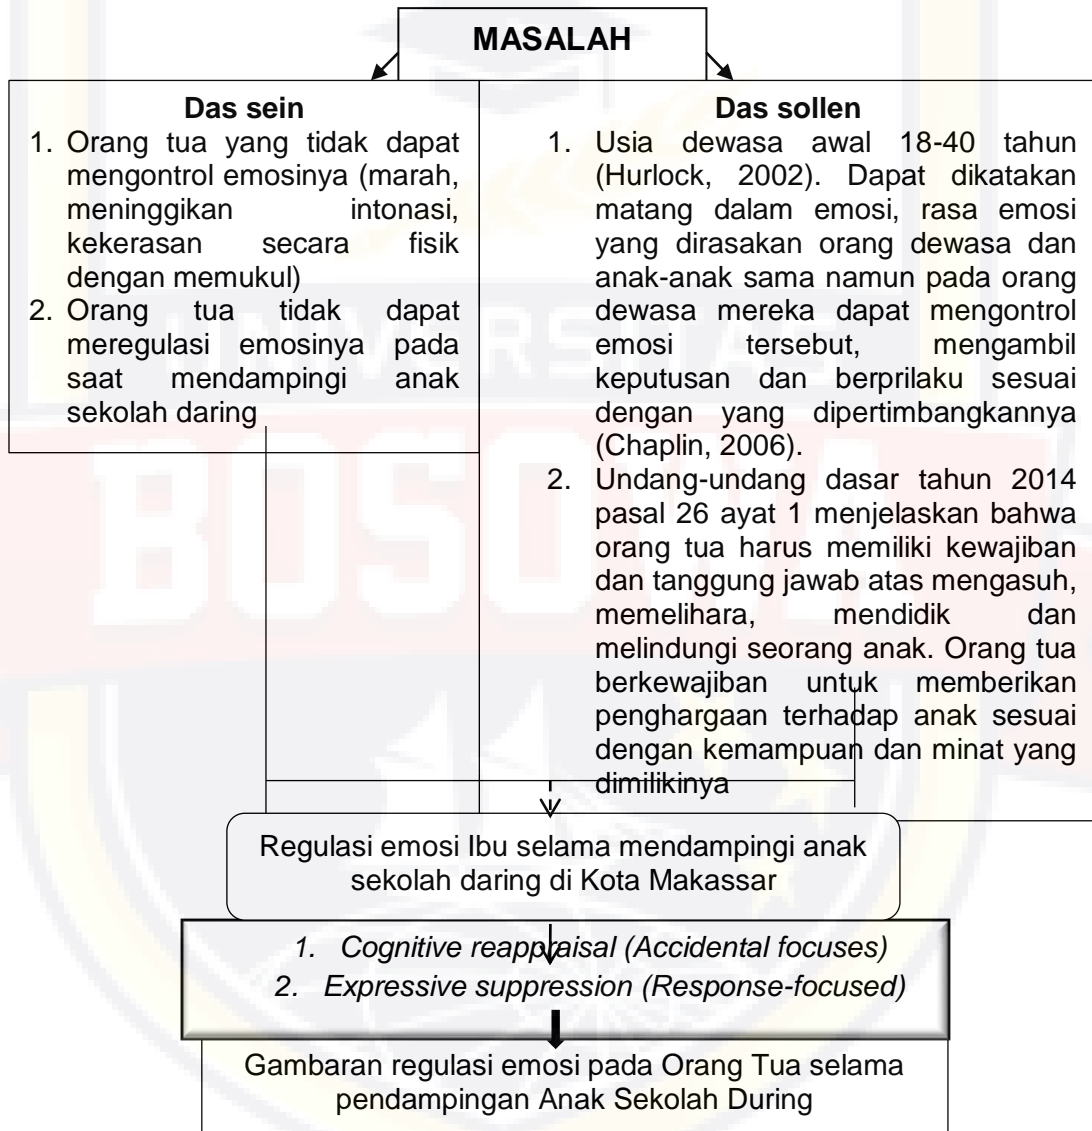 MASALAH
Das sein
1. Orang tua yang tidak dapat
mengontrol emosinya (marah,
meninggikan intonasi,
kekerasan secara fisik
dengan memukul)
2. Orang tua tidak dapat
meregulasi emosinya pada
saat mendampingi anak
sekolah daring
Das sollen
1. Usia dewasa awal 18-40 tahun
(Hurlock, 2002). Dapat dikatakan
matang dalam emosi, rasa emosi
yang dirasakan orang dewasa dan
anak-anak sama namun pada orang
dewasa mereka dapat mengontrol
emosi tersebut, mengambil
keputusan dan berprilaku sesuai
dengan yang dipertimbangkannya
(Chaplin, 2006).
2. Undang-undang dasar tahun 2014
pasal 26 ayat 1 menjelaskan bahwa
orang tua harus memiliki kewajiban
dan tanggung jawab atas mengasuh,
memelihara, mendidik dan
melindungi seorang anak. Orang tua
berkewajiban untuk memberikan
penghargaan terhadap anak sesuai
dengan kemampuan dan minat yang
dimilikinya
UNIVERSITAS
BOSOWA
Regulasi emosi Ibu selama mendampingi anak
sekolah daring di Kota Makassar
1. Cognitive reappraisal (Accidental focuses)
2. Expressive suppression (Response-focused)
Gambaran regulasi emosi pada Orang Tua selama
pendampingan Anak Sekolah During